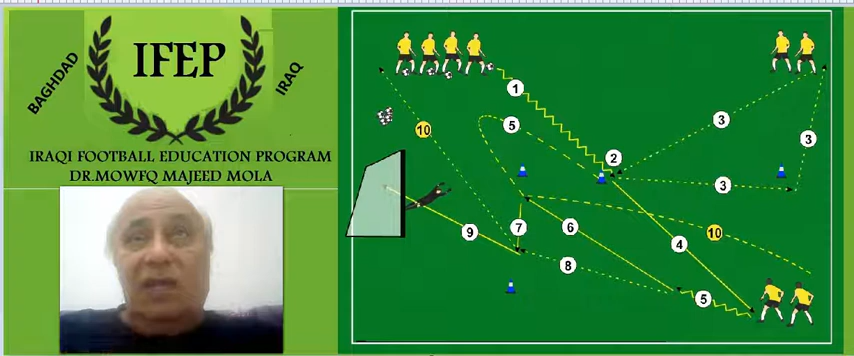 IFEP
BAGHDAD
IRAQ
IRAQI FOOTBALL EDUCATION PROGRAM
DR.MOWFQ MAJEED MOLA
1
5
10
2
3
3
3
7
6
9
4
10
8
5